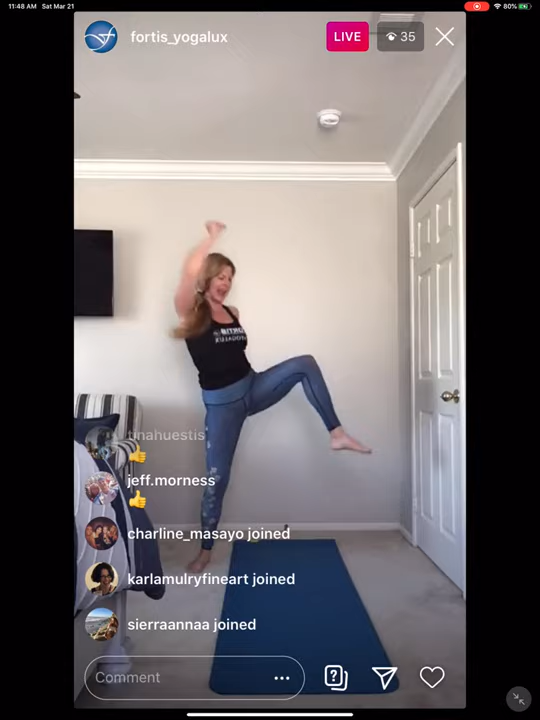 11:48 AM Sat Mar 21
80%
fortis_yogalux
LIVE
35
tinahuestis
👍
jeff.morness
👍
charline_masayo joined
karlamulryfineart joined
sierraannaa joined
Comment